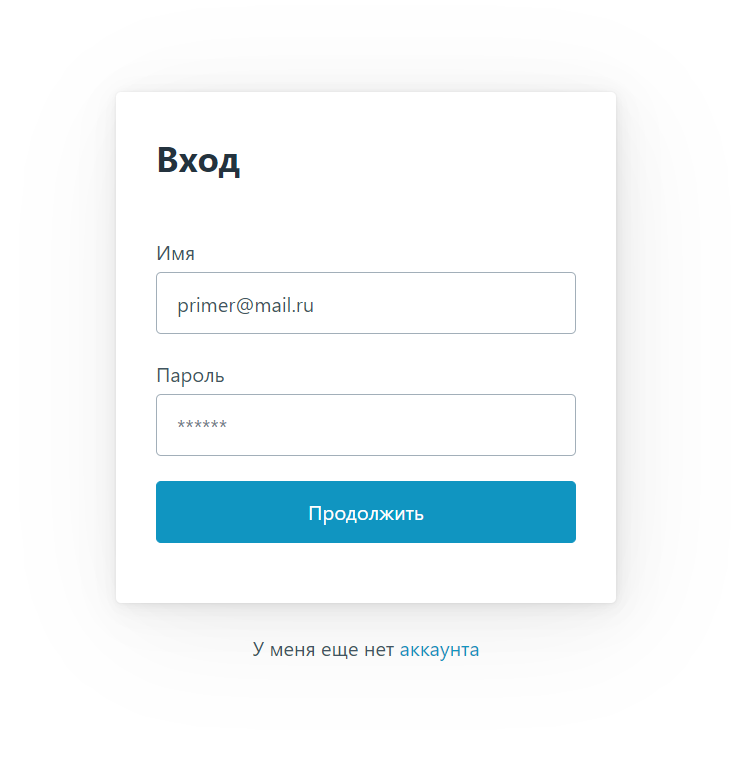 Вход
Имя
primer@mail.ru
Пароль
******
Продолжить
У меня еще нет аккаунта